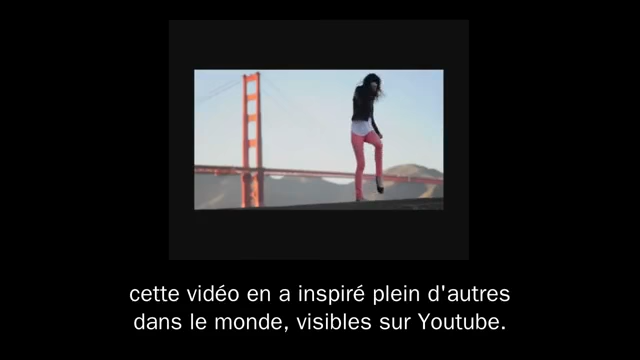 cette vidéo en a inspiré plein d'autres
dans le monde, visibles sur Youtube.